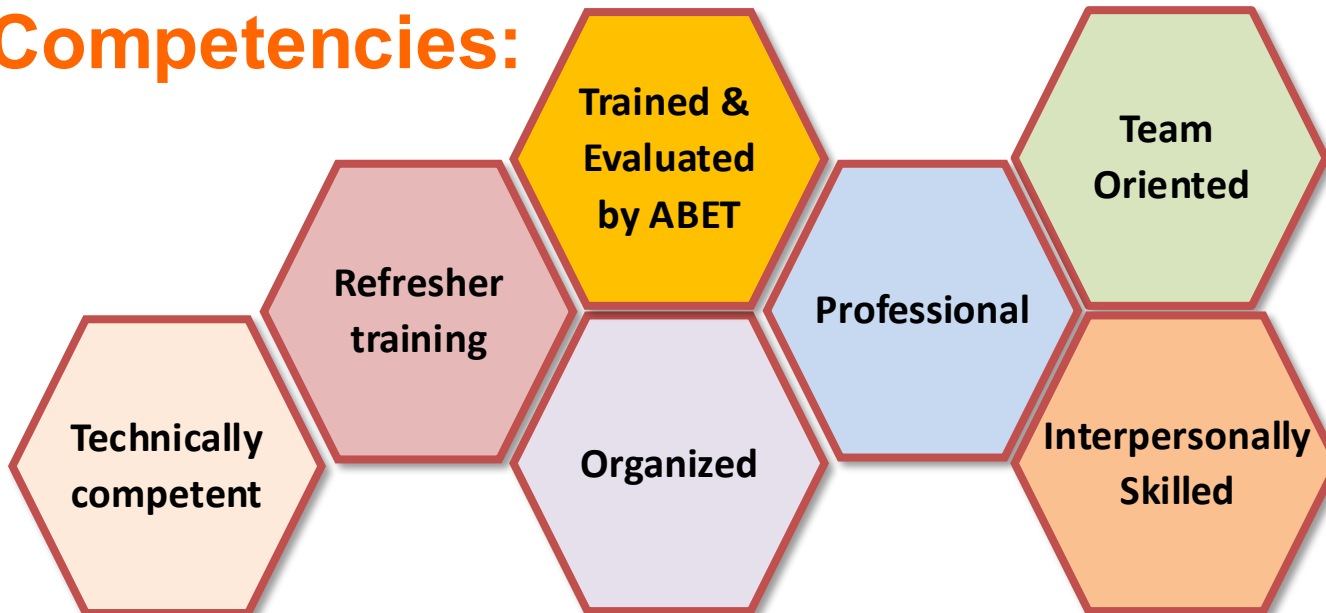 Competencies:
Trained &
Evaluated
by ABET
Team
Oriented
Refresher
training
Professional
Technically
competent
Organized
Interpersonally
Skilled